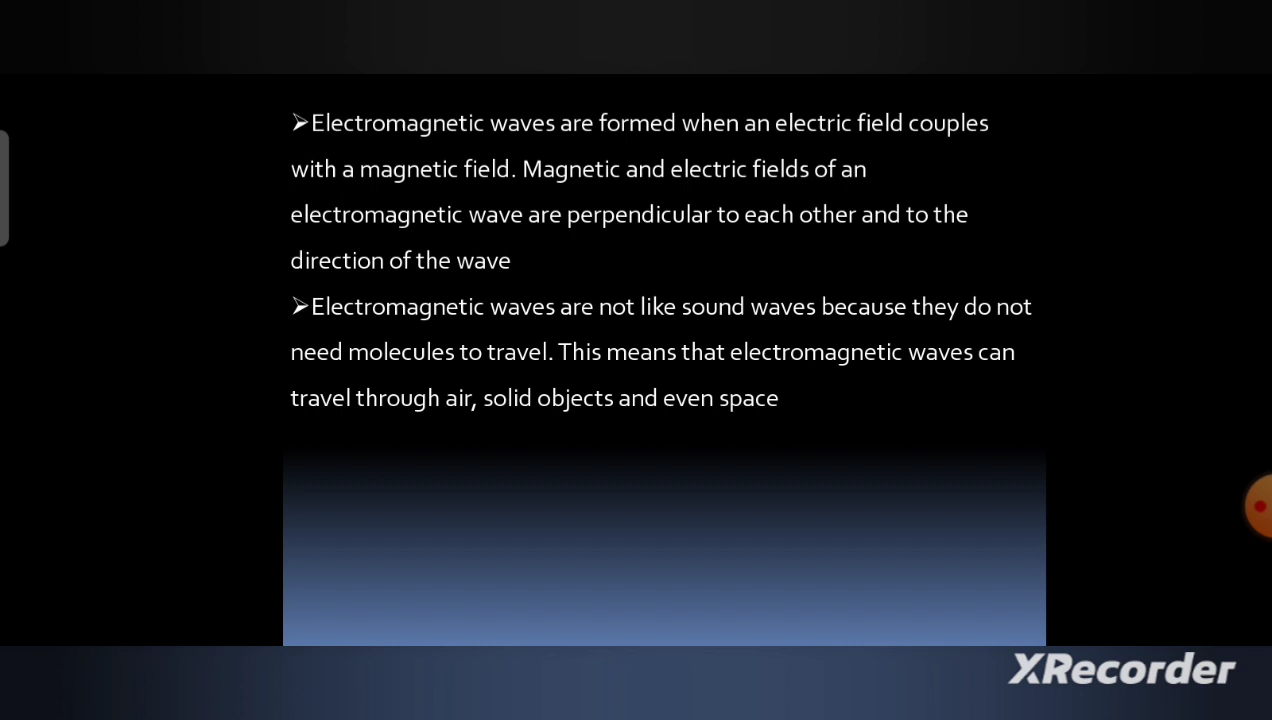 ➢Electromagnetic waves are formed when an electric field couples
with a magnetic field. Magnetic and electric fields of an
electromagnetic wave are perpendicular to each other and to the
direction of the wave
➢Electromagnetic waves are not like sound waves because they do not
need molecules to travel. This means that electromagnetic waves can
travel through air, solid objects and even space
XRecorder